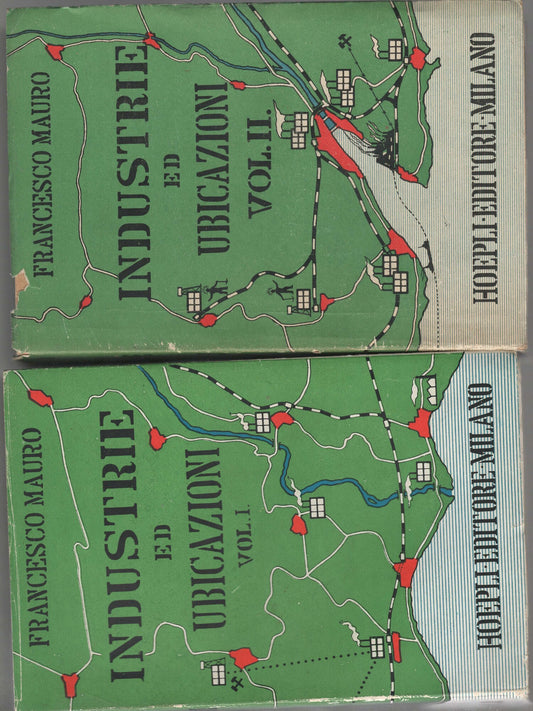 FRANCESCO MAURO
INDUSTRIE
ED
UBICAZIONI
VOL. II.
HOEPLI·EDITORE·MILANO
FRANCESCO MAURO
INDUSTRIE
ED
UBICAZIONI
VOL. I.
HOEPLI·EDITORE·MILANO